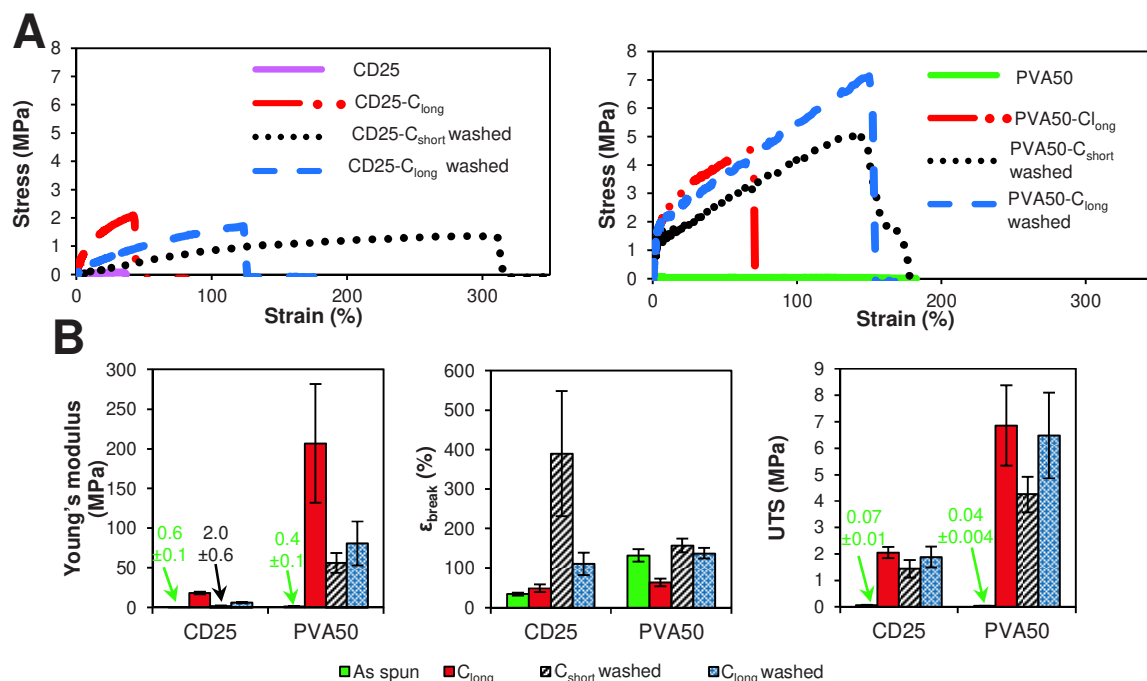 A
Stress (MPa)
8
7
6
5
4
3
2
1
0
0
100
200
300
Strain (%)
CD25
CD25-Clong
CD25-Cshort washed
CD25-Clong washed
Stress (MPa)
8
7
6
5
4
3
2
1
0
0
100
200
300
Strain (%)
PVA50
PVA50-Clong
PVA50-Cshort
washed
PVA50-Clong
washed
B
Young's modulus
(MPa)
300
250
200
150
100
50
0
0.6
±0.1
2.0
±0.6
0.4
±0.1
CD25
PVA50
εbreak
(%)
600
500
400
300
200
100
0
CD25
PVA50
UTS (MPa)
9
8
7
6
5
4
3
2
1
0
0.07
±0.01
0.04
±0.004
CD25
PVA50
As spun
Clong
Cshort washed
Clong washed